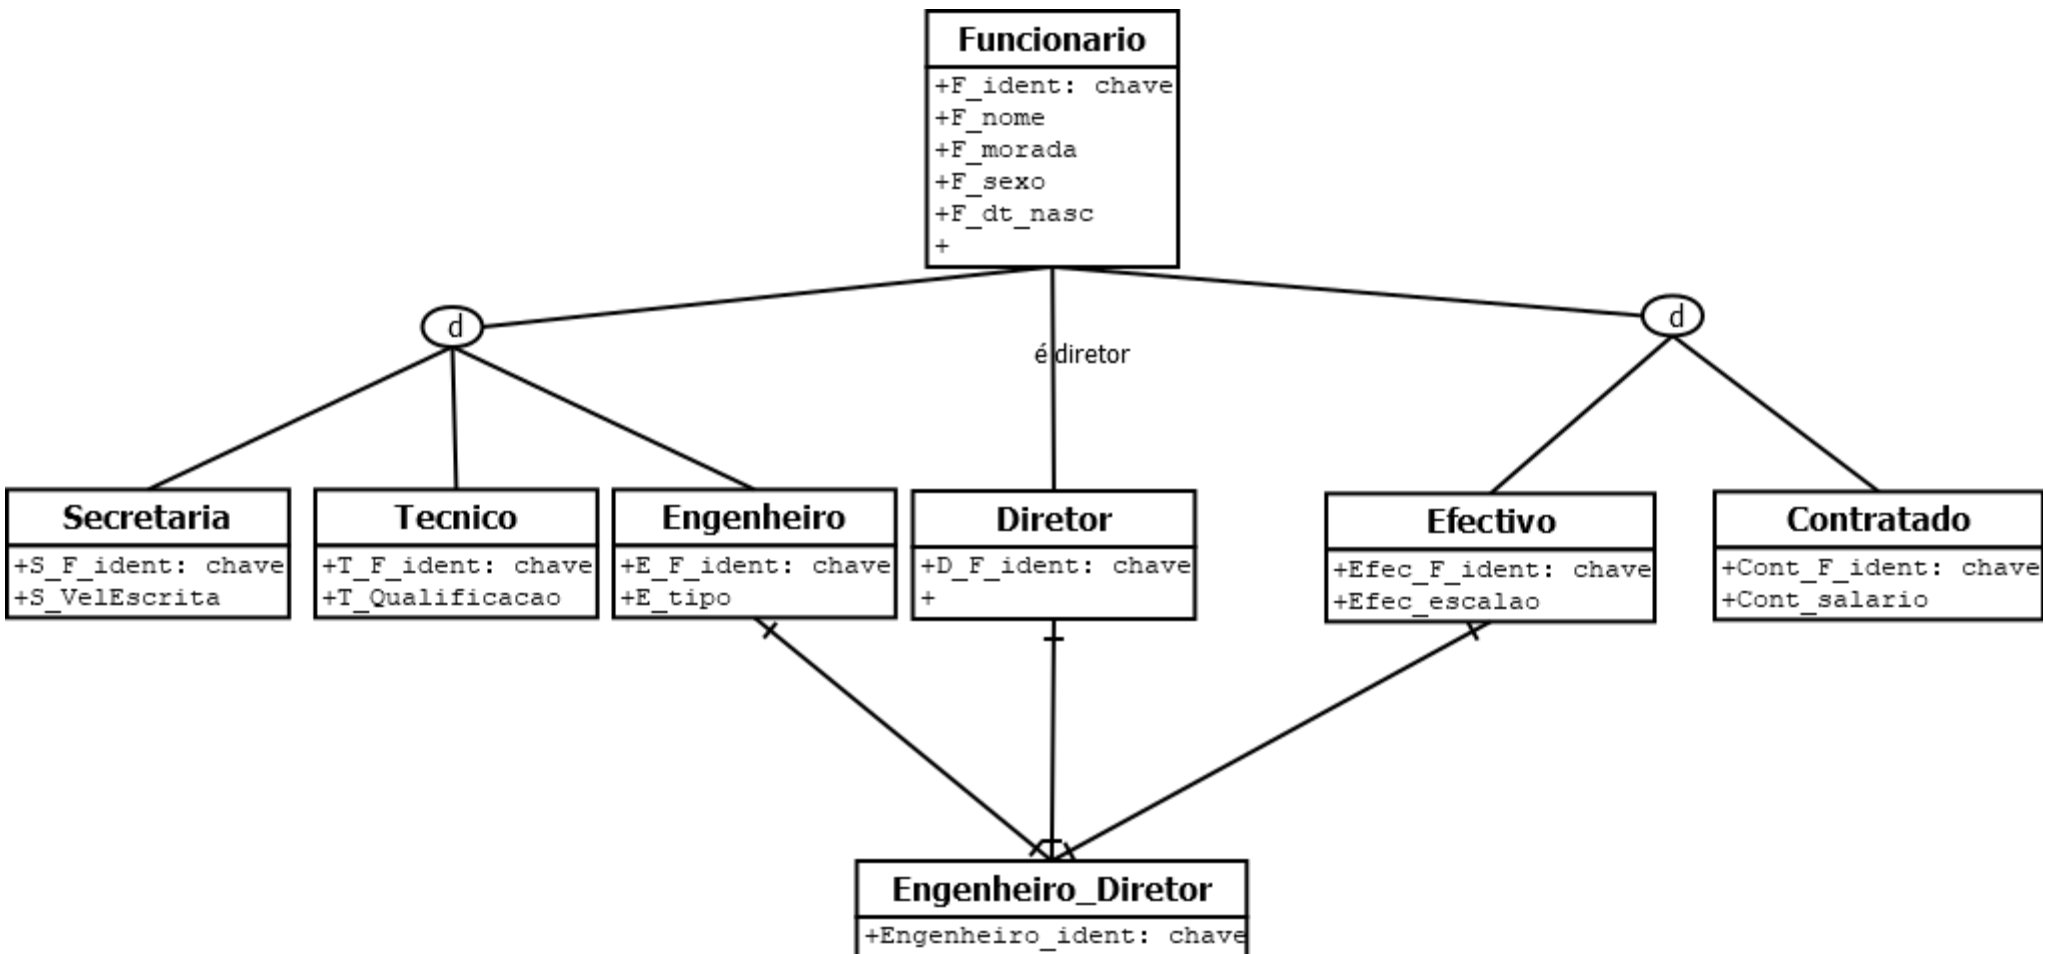 Funcionario
+F_ident: chave
+F_nome
+F_morada
+F_sexo
+F_dt_nasc
+
d
d
é diretor
Secretaria
+S_F_ident: chave
+S_VelEscrita
Tecnico
+T_F_ident: chave
+T_Qualificacao
Engenheiro
+E_F_ident: chave
+E_tipo
Diretor
+D_F_ident: chave
+
Efectivo
+Efec_F_ident: chave
+Efec_escalao
Contratado
+Cont_F_ident: chave
+Cont_salario
Engenheiro_Diretor
+Engenheiro_ident: chave